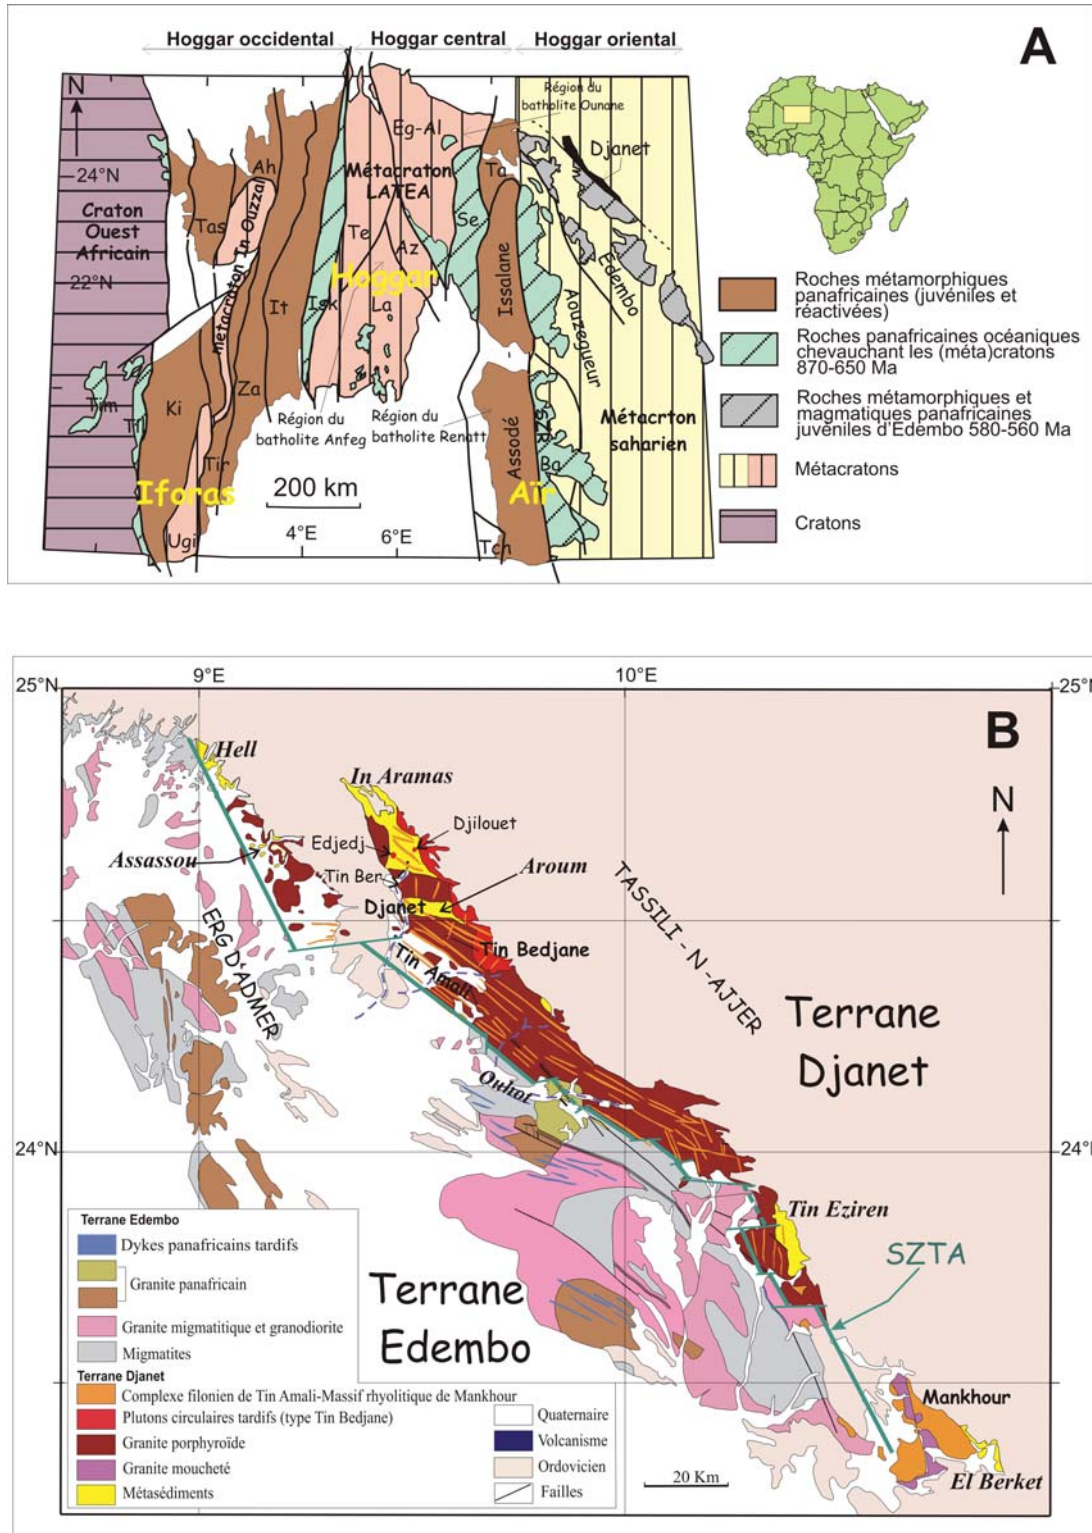 Hoggar occidental
Hoggar central
Hoggar oriental
A
N
Région du
batholite Ounane
Eg-Al
Djanet
24°N
Ah
Métacraton
LATEA
Ta
Craton
Ouest
Africain
Tas
Métacraton In Ouzzal
Te
Az
Se
Edembo
22°N
Hoggar
Issalane
It
Isk
La
Aouzegueur
Tim
Ki
Za
Région du
batholite Anfeg
Région du
batholite Renatt
Assodé
Métacrton
saharien
Tir
Ba
Iforas
200 km
Aïr
4°E
6°E
Ugi
Tch
Roches métamorphiques
panafricaines (juvéniles et
réactivées)
Roches panafricaines océaniques
chevauchant les (méta)cratons
870-650 Ma
Roches métamorphiques et
magmatiques panafricaines
juvéniles d'Edembo 580-560 Ma
Métacratons
Cratons
9°E
10°E
25°N
25°N
B
Hell
In Aramas
N
Djilouet
Edjedj
Assassou
Tin Ber
Aroum
Djanet
TASSILI - N -AJJER
ERG D'ADMER
Tin Bedjane
Tin Amali
Terrane
Djanet
Ouhot
24°N
24°N
Tin Eziren
SZTA
Terrane
Edembo
Mankhour
El Berket
20 Km
Terrane Edembo
Dykes panafricains tardifs
Granite panafricain
Granite migmatitique et granodiorite
Migmatites
Terrane Djanet
Complexe filonien de Tin Amali-Massif rhyolitique de Mankhour
Plutons circulaires tardifs (type Tin Bedjane)
Granite porphyroïde
Granite moucheté
Métasédiments
Quaternaire
Volcanisme
Ordovicien
Failles